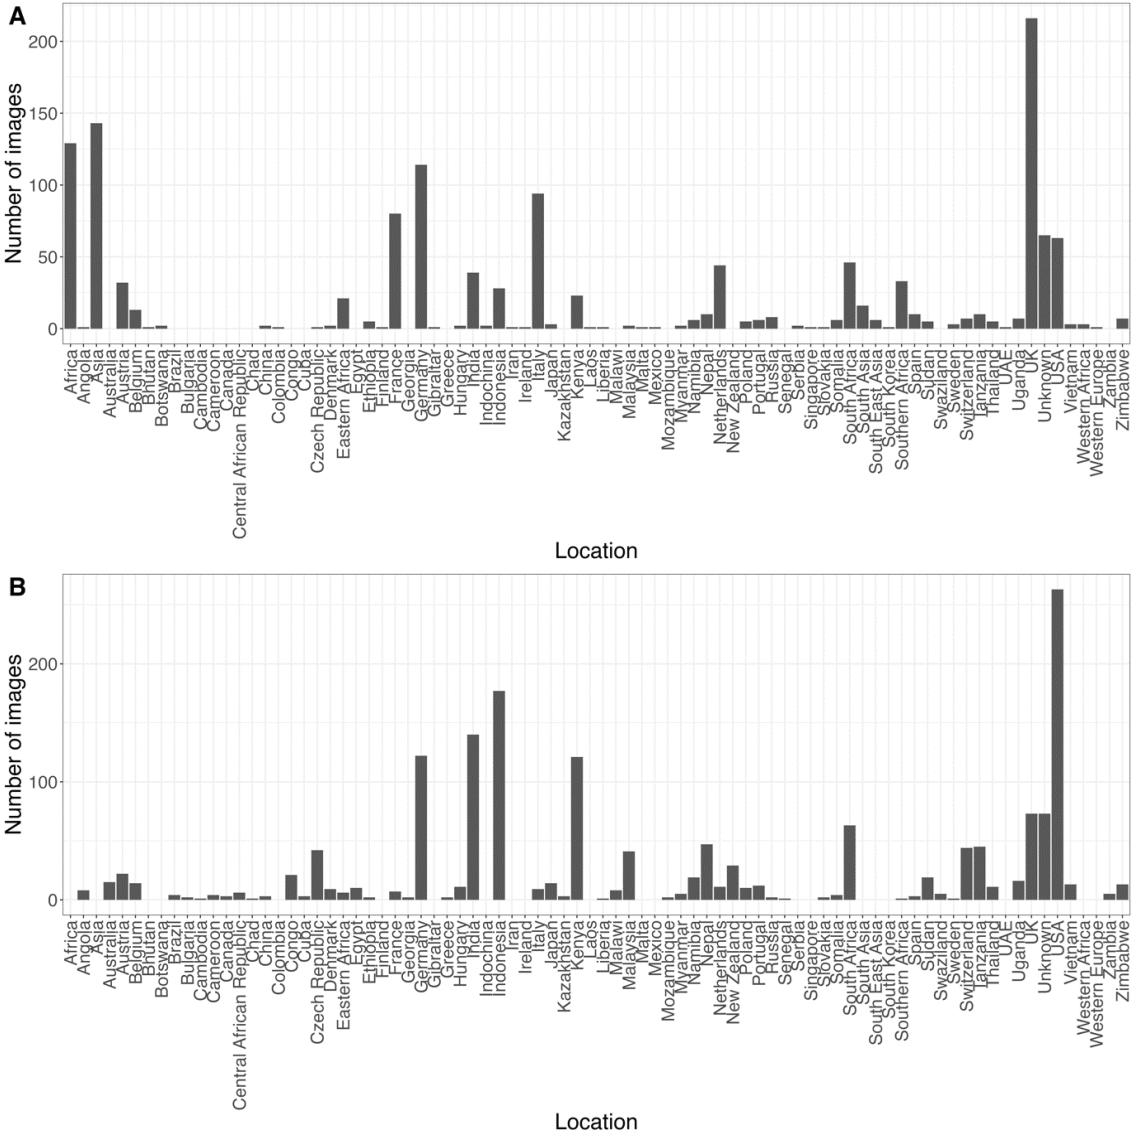 A
Number of images
200
150
100
50
0
Africa
Angola
Asia
Australia
Austria
Belgium
Bhutan
Botswana
Brazil
Bulgaria
Cambodia
Cameroon
Canada
Central African Republic
Chad
China
Colombia
Congo
Cuba
Czech Republic
Denmark
Eastern Africa
Egypt
Ethiopia
Finland
France
Georgia
Germany
Gibraltar
Greece
Hungary
India
Indochina
Indonesia
Iran
Ireland
Italy
Japan
Kazakhstan
Kenya
Laos
Liberia
Malawi
Malaysia
Malta
Mexico
Mozambique
Myanmar
Namibia
Nepal
Netherlands
New Zealand
Poland
Portugal
Russia
Senegal
Serbia
Singapore
Slovakia
Somalia
South Africa
South Asia
South East Asia
South Korea
Southern Africa
Spain
Sudan
Swaziland
Sweden
Switzerland
Tanzania
Thailand
UAE
Uganda
UK
Unknown
USA
Vietnam
Western Africa
Western Europe
Zambia
Zimbabwe
Location
B
Number of images
200
100
0
Africa
Angola
Asia
Australia
Austria
Belgium
Bhutan
Botswana
Brazil
Bulgaria
Cambodia
Cameroon
Canada
Central African Republic
Chad
China
Colombia
Congo
Cuba
Czech Republic
Denmark
Eastern Africa
Egypt
Ethiopia
Finland
France
Georgia
Germany
Gibraltar
Greece
Hungary
India
Indochina
Indonesia
Iran
Ireland
Italy
Japan
Kazakhstan
Kenya
Laos
Liberia
Malawi
Malaysia
Malta
Mexico
Mozambique
Myanmar
Namibia
Nepal
Netherlands
New Zealand
Poland
Portugal
Russia
Senegal
Serbia
Singapore
Slovakia
Somalia
South Africa
South Asia
South East Asia
South Korea
Southern Africa
Spain
Sudan
Swaziland
Sweden
Switzerland
Tanzania
Thailand
UAE
Uganda
UK
Unknown
USA
Vietnam
Western Africa
Western Europe
Zambia
Zimbabwe
Location